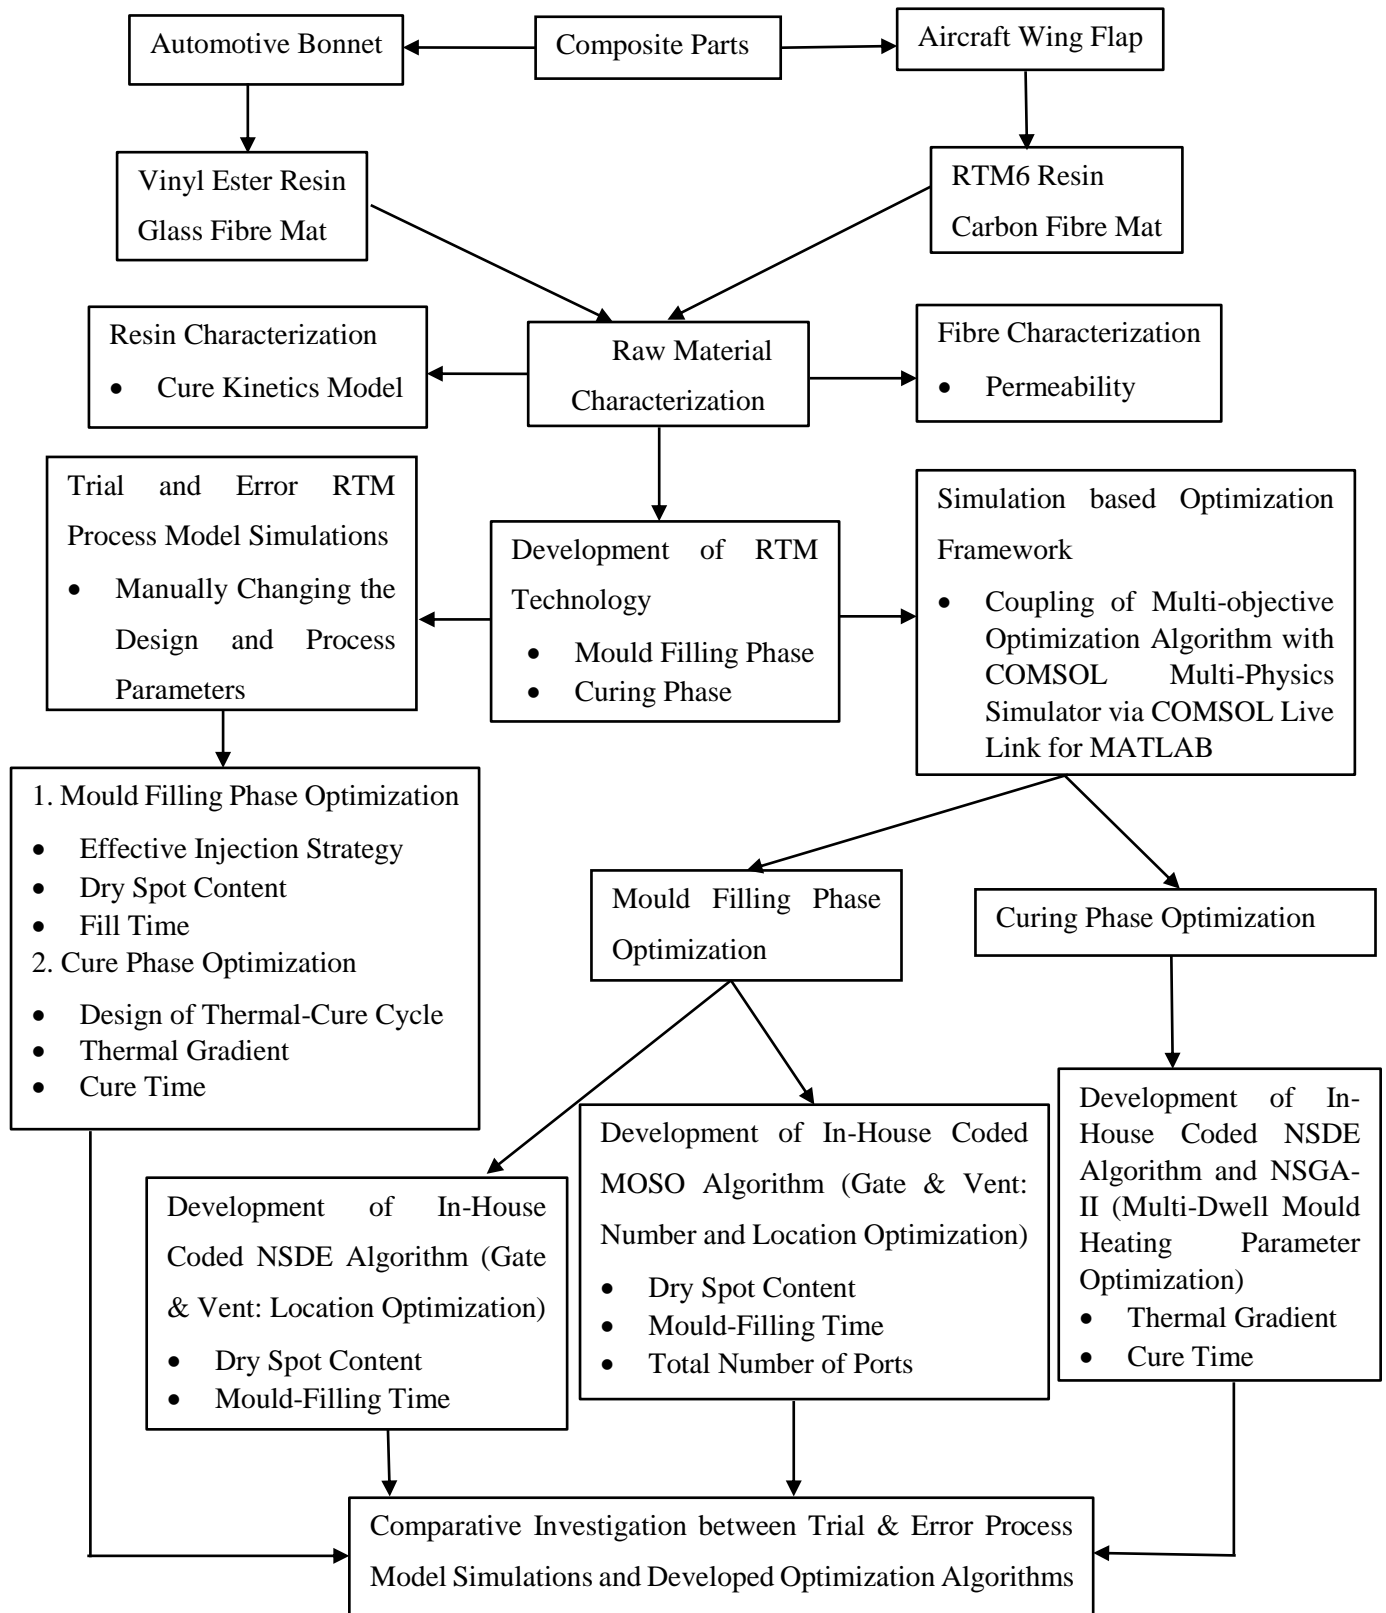 Automotive Bonnet
Composite Parts
Aircraft Wing Flap
Vinyl Ester Resin
Glass Fibre Mat
RTM6 Resin
Carbon Fibre Mat
Resin Characterization
• Cure Kinetics Model
Raw Material
Characterization
Fibre Characterization
• Permeability
Trial and Error RTM
Process Model Simulations
• Manually Changing the
Design and Process
Parameters
Development of RTM
Technology
• Mould Filling Phase
• Curing Phase
Simulation based Optimization
Framework
• Coupling of Multi-objective
Optimization Algorithm with
COMSOL Multi-Physics
Simulator via COMSOL Live
Link for MATLAB
1. Mould Filling Phase Optimization
• Effective Injection Strategy
• Dry Spot Content
• Fill Time
2. Cure Phase Optimization
• Design of Thermal-Cure Cycle
• Thermal Gradient
• Cure Time
Mould Filling Phase
Optimization
Curing Phase Optimization
Development of In-House
Coded NSDE Algorithm (Gate
& Vent: Location Optimization)
• Dry Spot Content
• Mould-Filling Time
Development of In-House Coded
MOSO Algorithm (Gate & Vent:
Number and Location Optimization)
• Dry Spot Content
• Mould-Filling Time
• Total Number of Ports
Development of In-
House Coded NSDE
Algorithm and NSGA-
II (Multi-Dwell Mould
Heating Parameter
Optimization)
• Thermal Gradient
• Cure Time
Comparative Investigation between Trial & Error Process
Model Simulations and Developed Optimization Algorithms